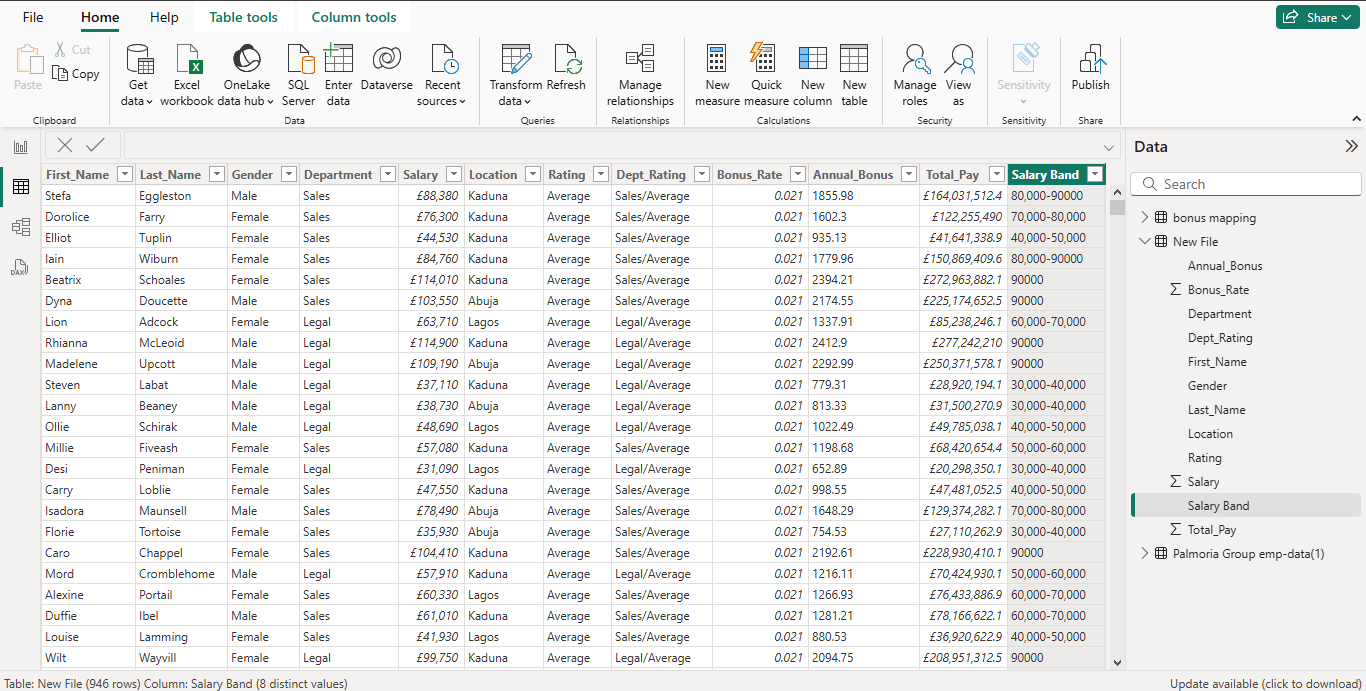 File Home Help Table tools Column tools Share
Paste Cut Copy Get data Excel workbook OneLake data hub SQL Server Enter data Dataverse Recent sources Transform data Refresh Manage relationships New measure Quick measure New column New table Manage roles View as Sensitivity Publish
Clipboard Data Queries Relationships Calculations Security Sensitivity Share
Data
Search
bonus mapping
New File
Annual_Bonus
Bonus_Rate
Department
Dept_Rating
First_Name
Gender
Last_Name
Location
Rating
Salary
Salary Band
Total_Pay
Palmoria Group emp-data(1)
First_Name Last_Name Gender Department Salary Location Rating Dept_Rating Bonus_Rate Annual_Bonus Total_Pay Salary Band
Stefa Eggleston Male Sales £88,380 Kaduna Average Sales/Average 0.021 1855.98 £164,031,512.4 80,000-90000
Dorolice Farry Female Sales £76,300 Kaduna Average Sales/Average 0.021 1602.3 £122,255,490 70,000-80,000
Elliot Tuplin Female Sales £44,530 Kaduna Average Sales/Average 0.021 935.13 £41,641,338.9 40,000-50,000
Iain Wiburn Female Sales £84,760 Kaduna Average Sales/Average 0.021 1779.96 £150,869,409.6 80,000-90000
Beatrix Schoales Female Sales £114,010 Kaduna Average Sales/Average 0.021 2394.21 £272,963,882.1 90000
Dyna Doucette Male Sales £103,550 Abuja Average Sales/Average 0.021 2174.55 £225,174,652.5 90000
Lion Adcock Female Legal £63,710 Lagos Average Legal/Average 0.021 1337.91 £85,238,246.1 60,000-70,000
Rhianna McLeoid Male Legal £114,900 Kaduna Average Legal/Average 0.021 2412.9 £277,242,210 90000
Madelene Upcott Male Legal £109,190 Abuja Average Legal/Average 0.021 2292.99 £250,371,578.1 90000
Steven Labat Male Legal £37,110 Kaduna Average Legal/Average 0.021 779.31 £28,920,194.1 30,000-40,000
Lanny Beaney Male Legal £38,730 Abuja Average Legal/Average 0.021 813.33 £31,500,270.9 30,000-40,000
Ollie Schirak Male Legal £48,690 Lagos Average Legal/Average 0.021 1022.49 £49,785,038.1 40,000-50,000
Millie Fiveash Female Sales £57,080 Kaduna Average Sales/Average 0.021 1198.68 £68,420,654.4 50,000-60,000
Desi Peniman Female Legal £31,090 Lagos Average Legal/Average 0.021 652.89 £20,298,350.1 30,000-40,000
Carry Loblie Female Sales £47,550 Kaduna Average Sales/Average 0.021 998.55 £47,481,052.5 40,000-50,000
Isadora Maunsell Male Sales £78,490 Abuja Average Sales/Average 0.021 1648.29 £129,374,282.1 70,000-80,000
Florie Tortoise Female Sales £35,930 Abuja Average Sales/Average 0.021 754.53 £27,110,262.9 30,000-40,000
Caro Chappel Female Sales £104,410 Kaduna Average Sales/Average 0.021 2192.61 £228,930,410.1 90000
Mord Cromblehome Male Legal £57,910 Kaduna Average Legal/Average 0.021 1216.11 £70,424,930.1 50,000-60,000
Alexine Portail Female Sales £60,330 Lagos Average Sales/Average 0.021 1266.93 £76,433,886.9 60,000-70,000
Duffie Ibel Male Sales £61,010 Kaduna Average Sales/Average 0.021 1281.21 £78,166,622.1 60,000-70,000
Louise Lamming Female Sales £41,930 Lagos Average Sales/Average 0.021 880.53 £36,920,622.9 40,000-50,000
Wilt Wayvill Female Legal £99,750 Kaduna Average Legal/Average 0.021 2094.75 £208,951,312.5 90000
Table: New File (946 rows) Column: Salary Band (8 distinct values) Update available (click to download)